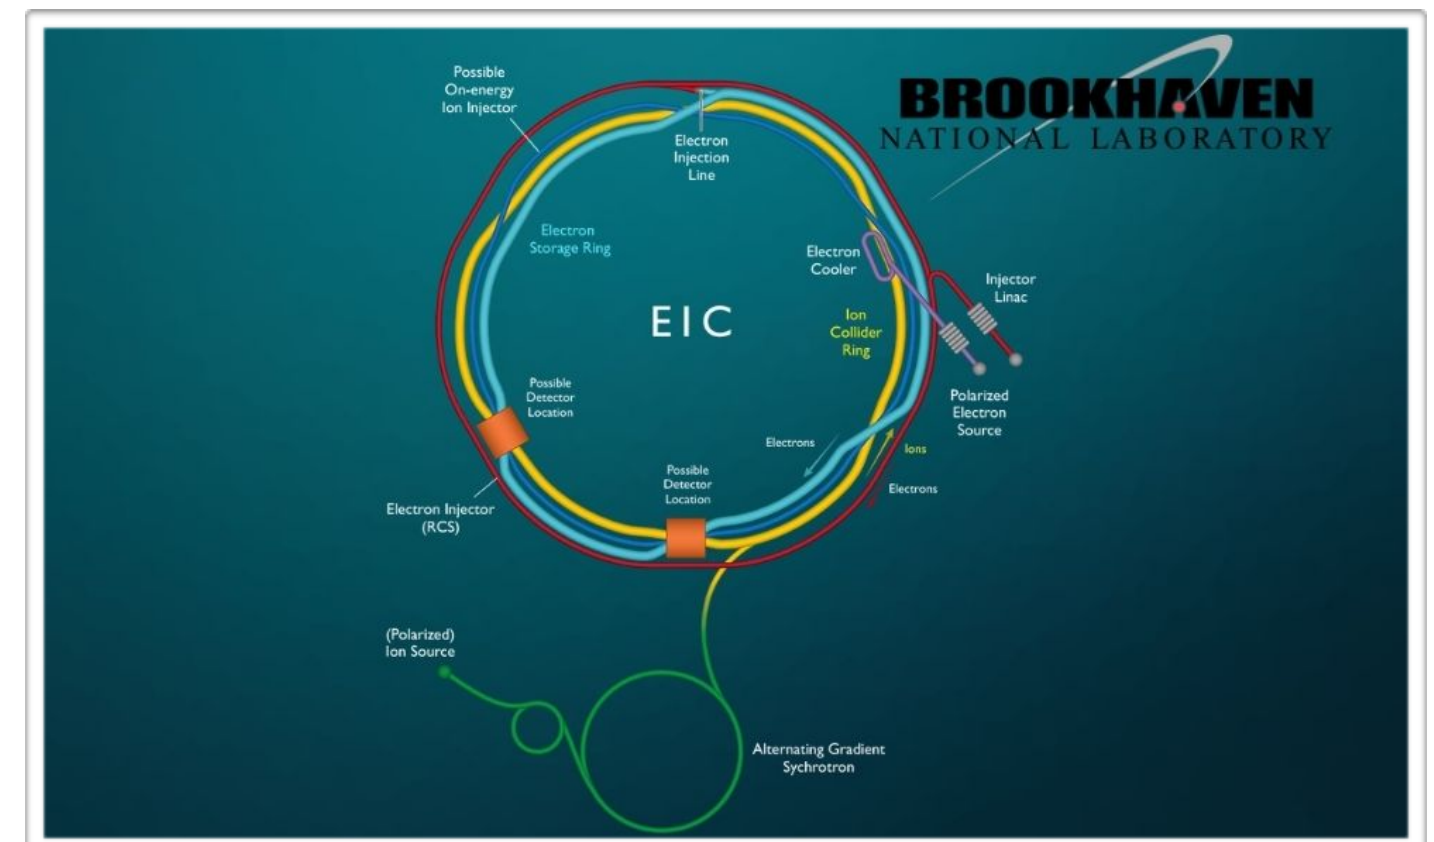 BROOKHAVEN
NATIONAL LABORATORY
Possible
On-energy
Ion Injector
Electron
Injection
Line
Electron
Storage Ring
Electron
Cooler
Injector
Linac
EIC
Ion
Collider
Ring
Possible
Detector
Location
Polarized
Electron
Source
Electrons
Ions
Possible
Detector
Location
Electrons
Electron Injector
(RCS)
(Polarized)
Ion Source
Alternating Gradient
Sychrotron